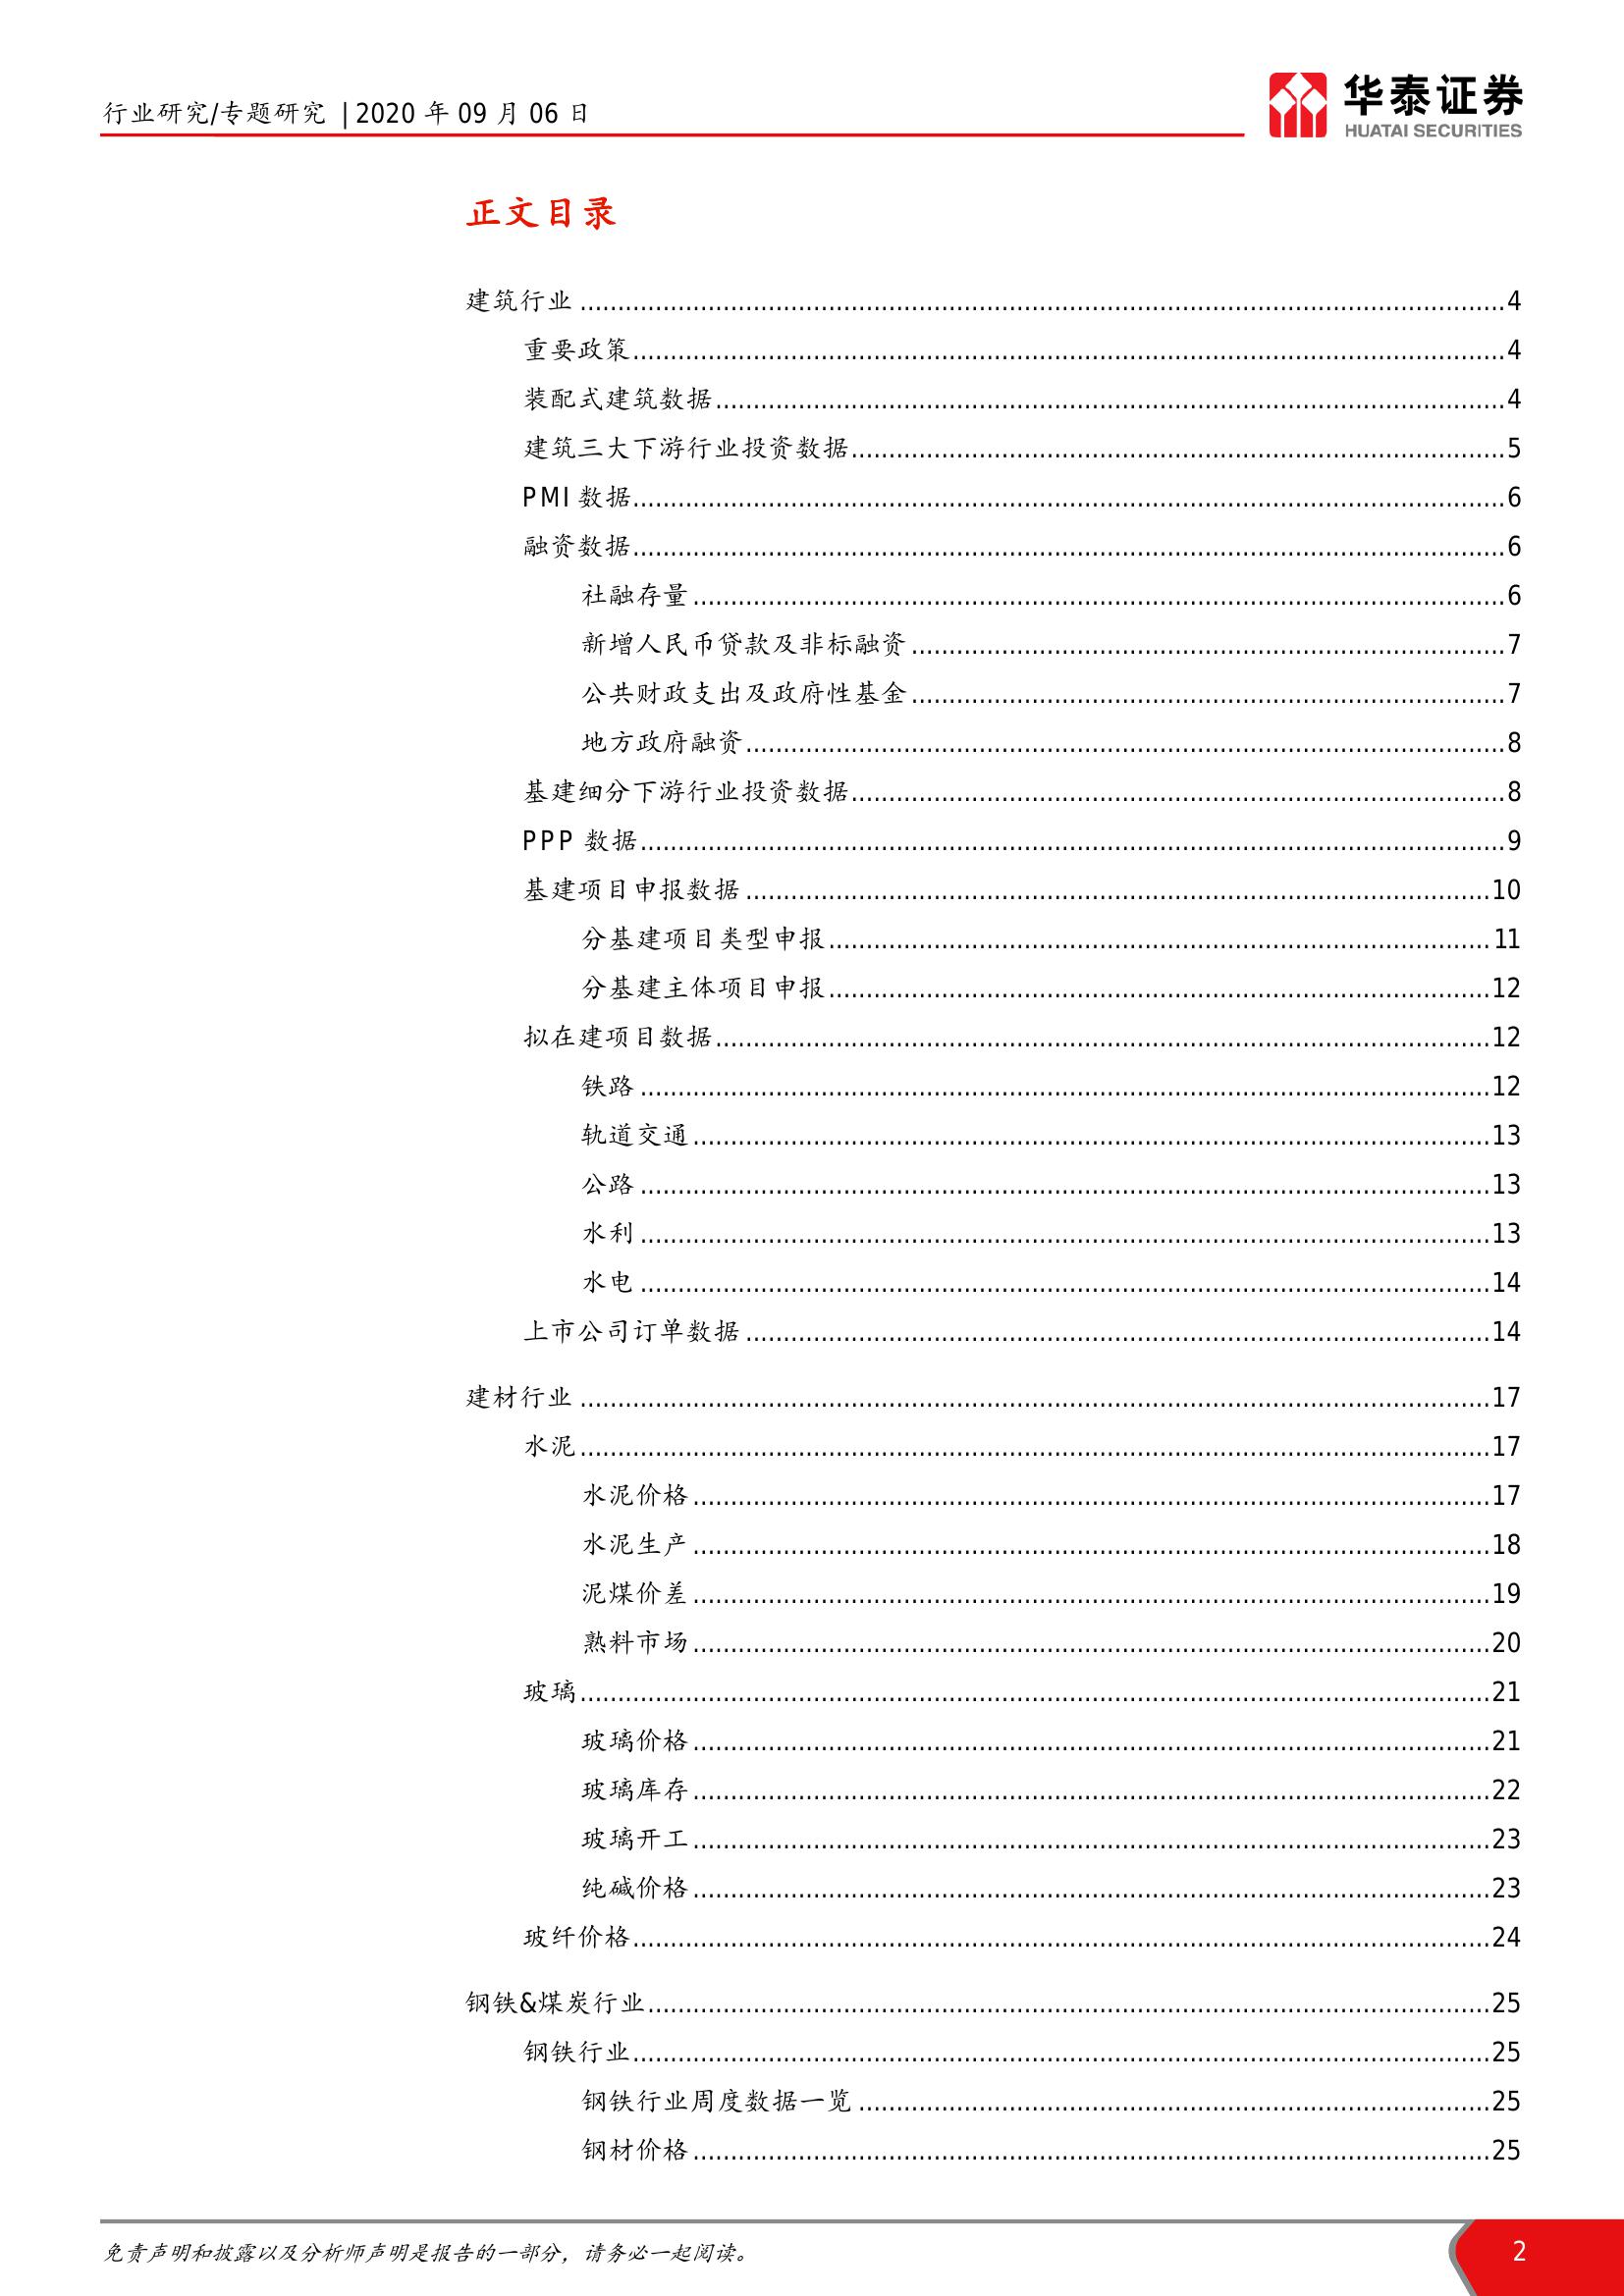 行业研究/专题研究 | 2020 年 09 月 06 日
华泰证券
HUATAI SECURITIES
正文目录
建筑行业 ........ 4
重要政策 ........ 4
装配式建筑数据 ........ 4
建筑三大下游行业投资数据 ........ 5
PMI 数据 ........ 6
融资数据 ........ 6
社融存量 ........ 6
新增人民币贷款及非标融资 ........ 7
公共财政支出及政府性基金 ........ 7
地方政府融资 ........ 8
基建细分下游行业投资数据 ........ 8
PPP 数据 ........ 9
基建项目申报数据 ........ 10
分基建项目类型申报 ........ 11
分基建主体项目申报 ........ 12
拟在建项目数据 ........ 12
铁路 ........ 12
轨道交通 ........ 13
公路 ........ 13
水利 ........ 13
水电 ........ 14
上市公司订单数据 ........ 14
建材行业 ........ 17
水泥 ........ 17
水泥价格 ........ 17
水泥生产 ........ 18
泥煤价差 ........ 19
熟料市场 ........ 20
玻璃 ........ 21
玻璃价格 ........ 21
玻璃库存 ........ 22
玻璃开工 ........ 23
纯碱价格 ........ 23
玻纤价格 ........ 24
钢铁&煤炭行业 ........ 25
钢铁行业 ........ 25
钢铁行业周度数据一览 ........ 25
钢材价格 ........ 25
免责声明和披露以及分析师声明是报告的一部分，请务必一起阅读。
2